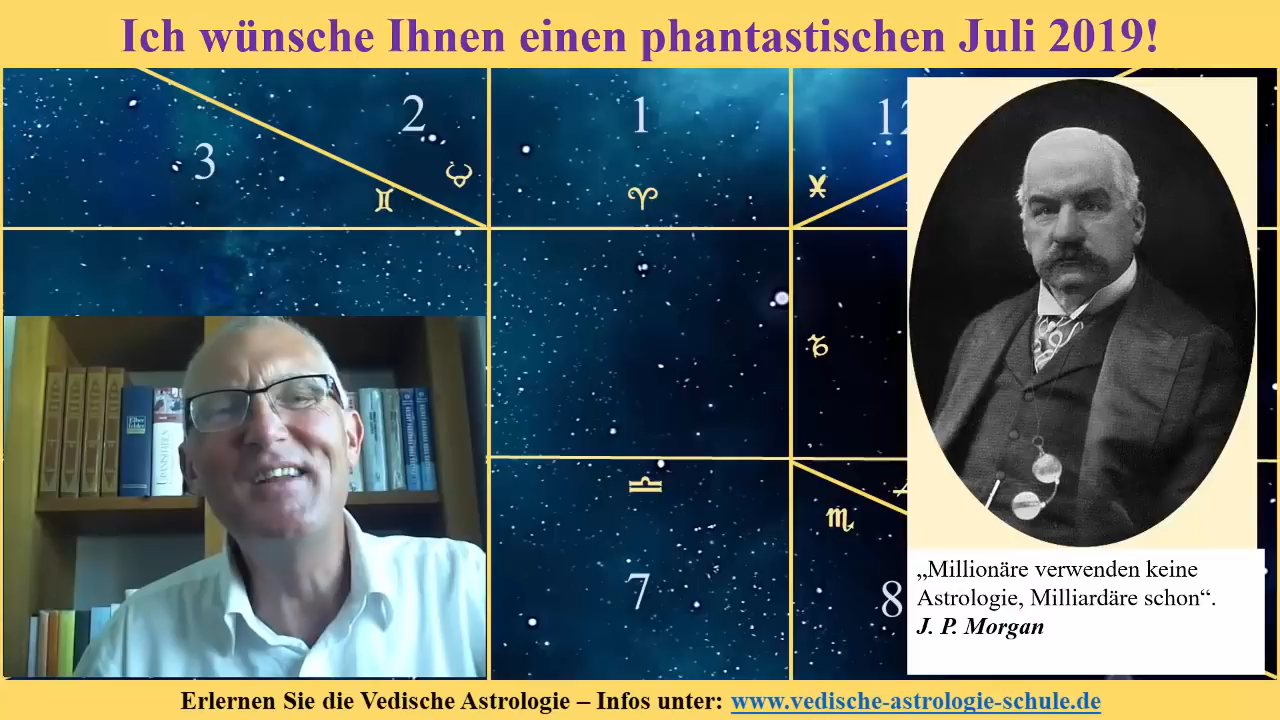 Ich wünsche Ihnen einen phantastischen Juli 2019!
2
1
12
3
7
8
„Millionäre verwenden keine
Astrologie, Milliardäre schon“.
J. P. Morgan
Erlernen Sie die Vedische Astrologie – Infos unter: www.vedische-astrologie-schule.de